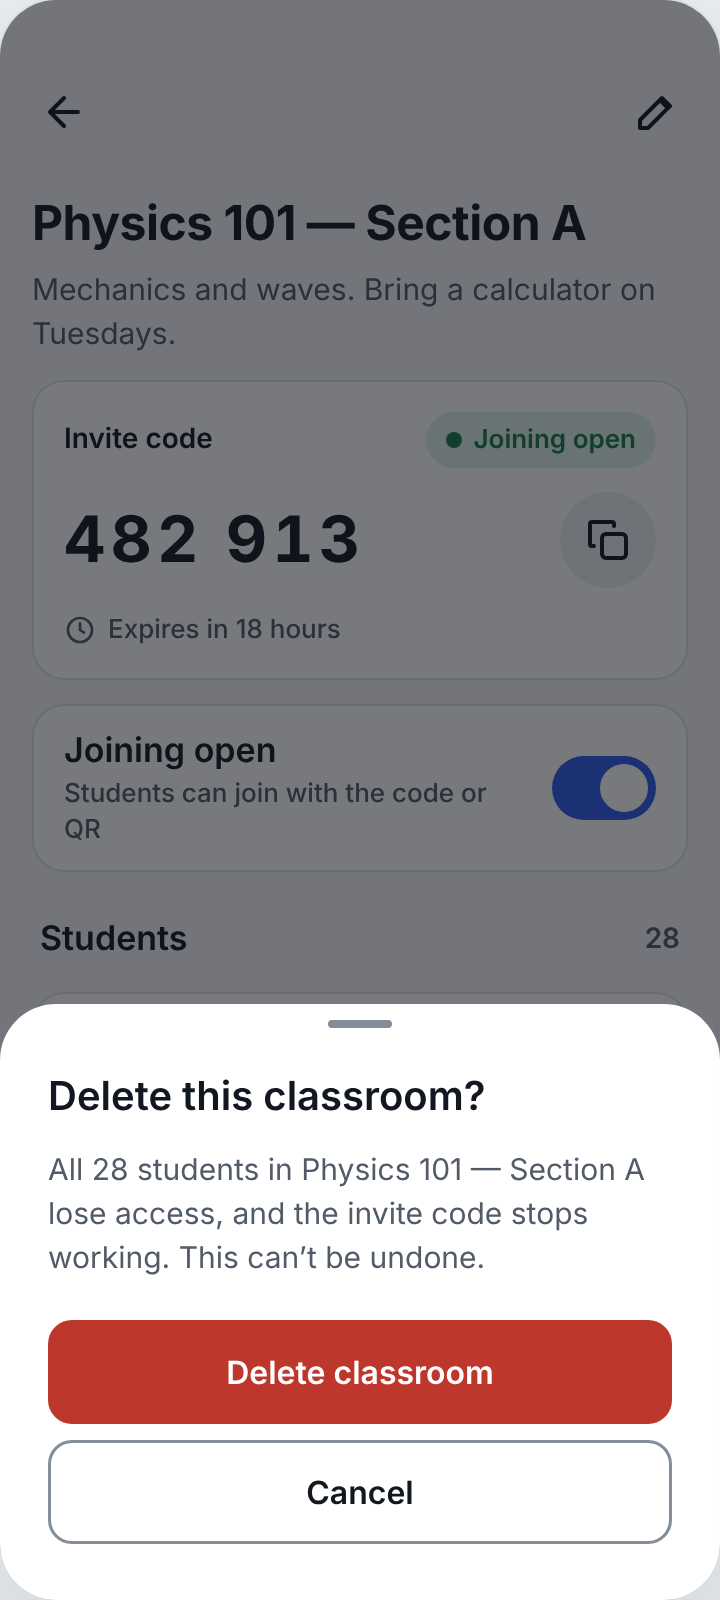 Physics 101 — Section A
Mechanics and waves. Bring a calculator on
Tuesdays.
Invite code
Joining open
482 913
Expires in 18 hours
Joining open
Students can join with the code or
QR
Students
28
Delete this classroom?
All 28 students in Physics 101 — Section A
lose access, and the invite code stops
working. This can’t be undone.
Delete classroom
Cancel